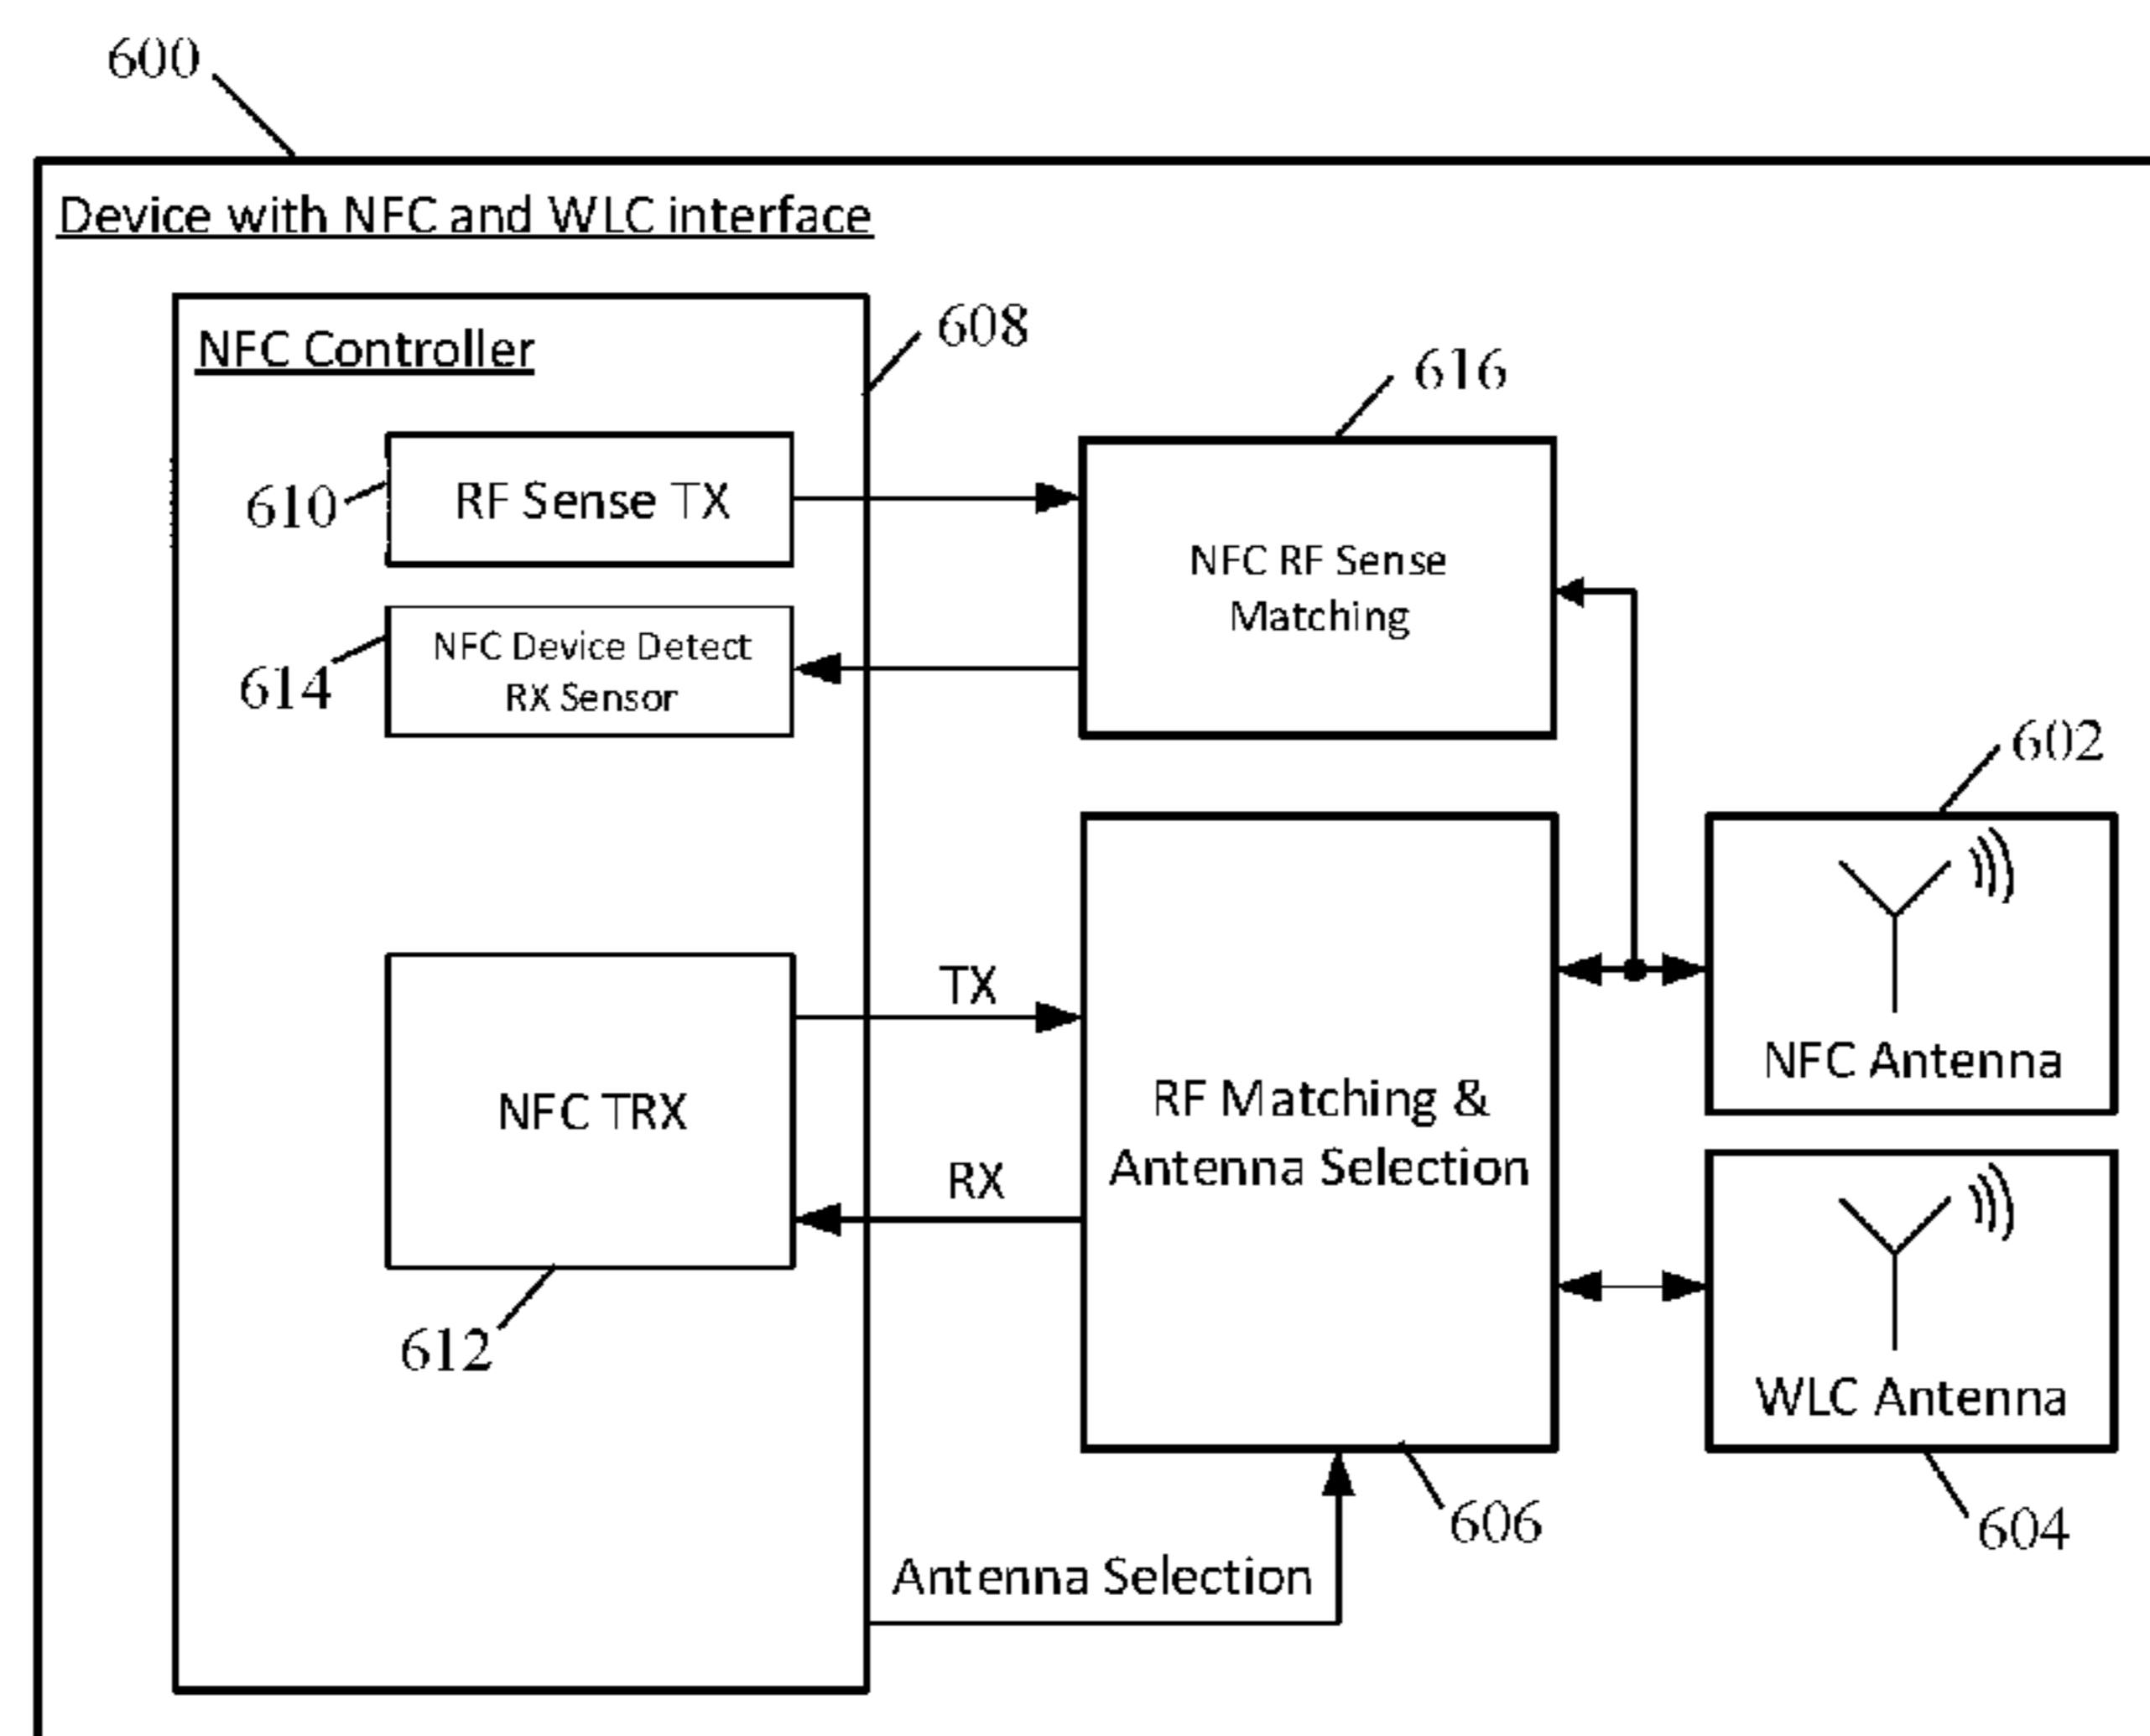 600
Device with NFC and WLC interface
NFC Controller
608
616
610
RF Sense TX
NFC RF Sense
Matching
614
NFC Device Detect
RX Sensor
602
TX
NFC Antenna
NFC TRX
RF Matching &
Antenna Selection
RX
612
WLC Antenna
606
604
Antenna Selection